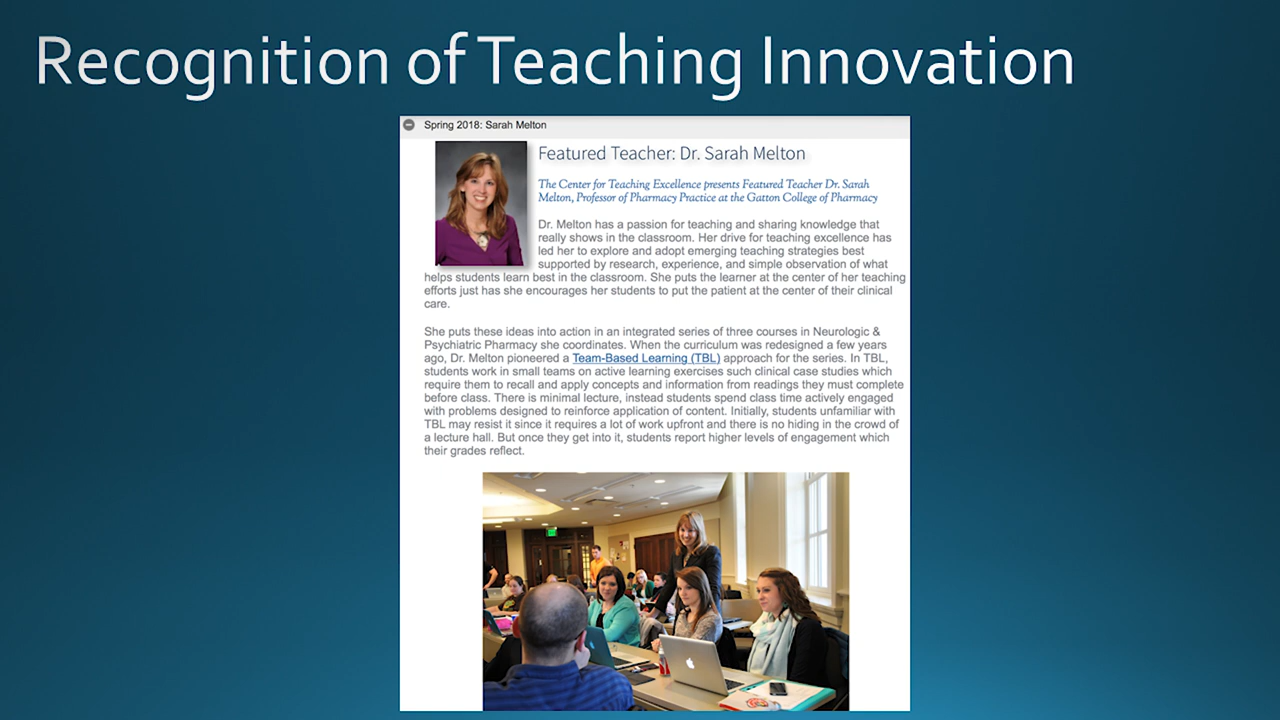 Recognition of Teaching Innovation
Spring 2018: Sarah Melton
Featured Teacher: Dr. Sarah Melton
The Center for Teaching Excellence presents Featured Teacher Dr. Sarah
Melton, Professor of Pharmacy Practice at the Gatton College of Pharmacy
Dr. Melton has a passion for teaching and sharing knowledge that
really shows in the classroom. Her drive for teaching excellence has
led her to explore and adopt emerging teaching strategies best
supported by research, experience, and simple observation of what
helps students learn best in the classroom. She puts the learner at the center of her teaching
efforts just has she encourages her students to put the patient at the center of their clinical
care.
She puts these ideas into action in an integrated series of three courses in Neurologic &
Psychiatric Pharmacy she coordinates. When the curriculum was redesigned a few years
ago, Dr. Melton pioneered a Team-Based Learning (TBL) approach for the series. In TBL,
students work in small teams on active learning exercises such clinical case studies which
require them to recall and apply concepts and information from readings they must complete
before class. There is minimal lecture, instead students spend class time actively engaged
with problems designed to reinforce application of content. Initially, students unfamiliar with
TBL may resist it since it requires a lot of work upfront and there is no hiding in the crowd of
a lecture hall. But once they get into it, students report higher levels of engagement which
their grades reflect.